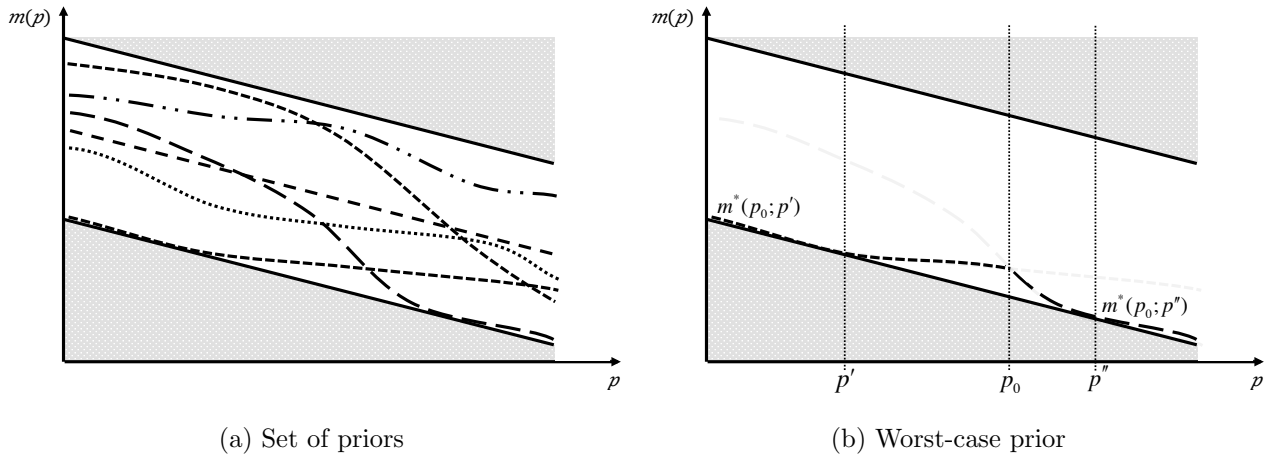 m(p)
p
(a) Set of priors
m(p)
m*(p₀; p′)
m*(p₀; p″)
p′
p₀
p″
p
(b) Worst-case prior